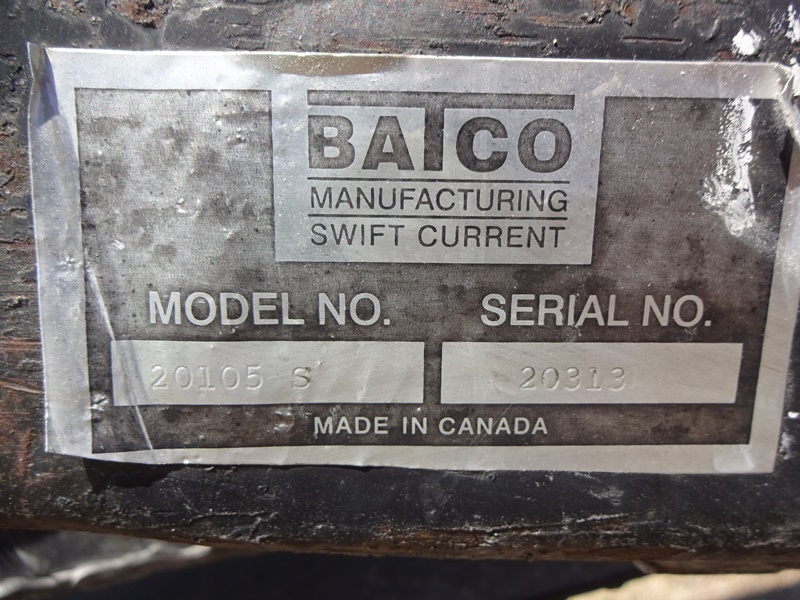 BATCO
MANUFACTURING
SWIFT CURRENT
MODEL NO. SERIAL NO.
20105 S 20313
MADE IN CANADA